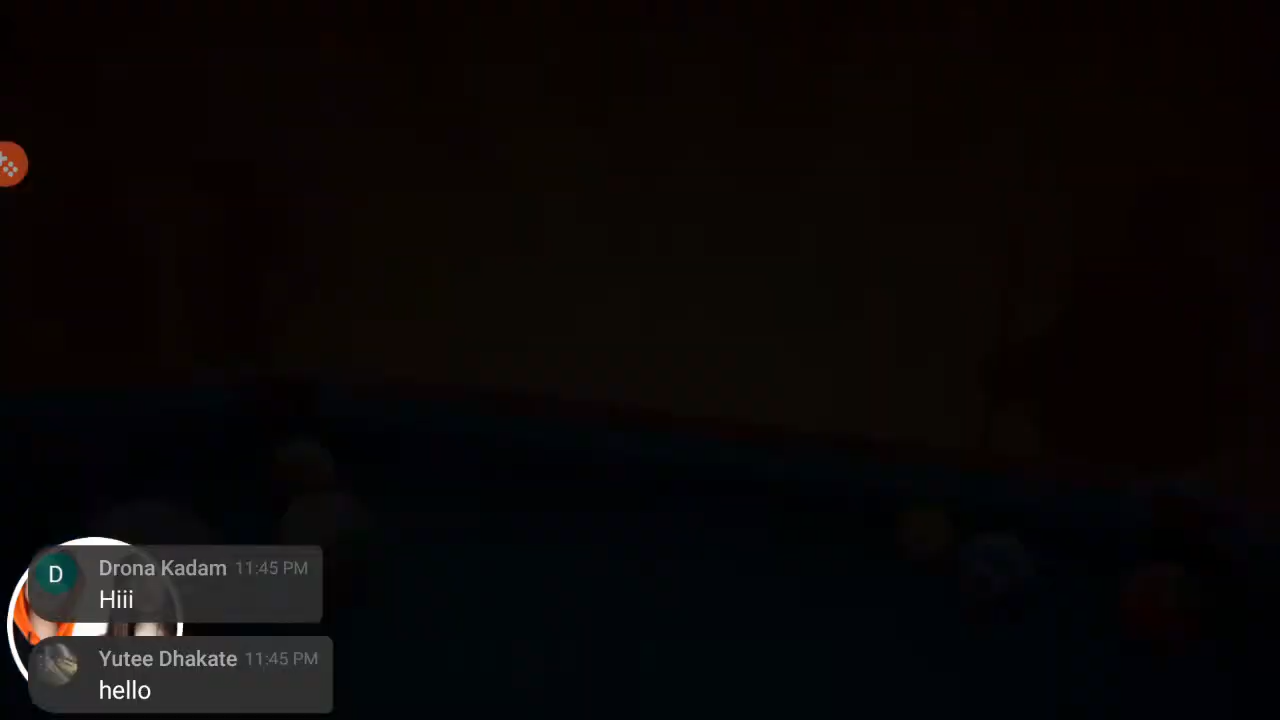 D
Drona Kadam 11:45 PM
Hiii
Yutee Dhakate 11:45 PM
hello